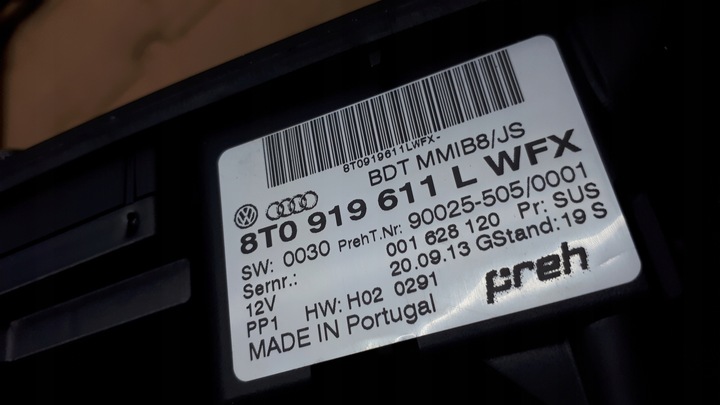 8T0919611LWFX-
BDT MMIB8/JS
8T0 919 611 L WFX
SW: 0030 PrehT.Nr: 90025-505/0001
Sernr.: 001 628 120 Pr: SUS
12V 20.09.13 GStand: 19 S
PP1 HW: H02 0291
MADE IN Portugal
preh